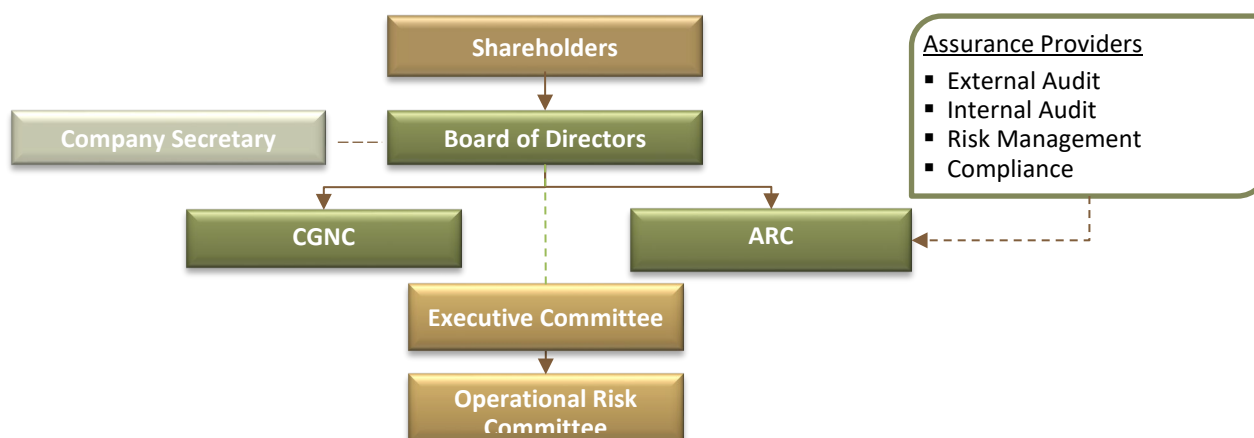 Shareholders
Assurance Providers
▪ External Audit
▪ Internal Audit
▪ Risk Management
▪ Compliance
Company Secretary
Board of Directors
CGNC
ARC
Executive Committee
Operational Risk
Committee